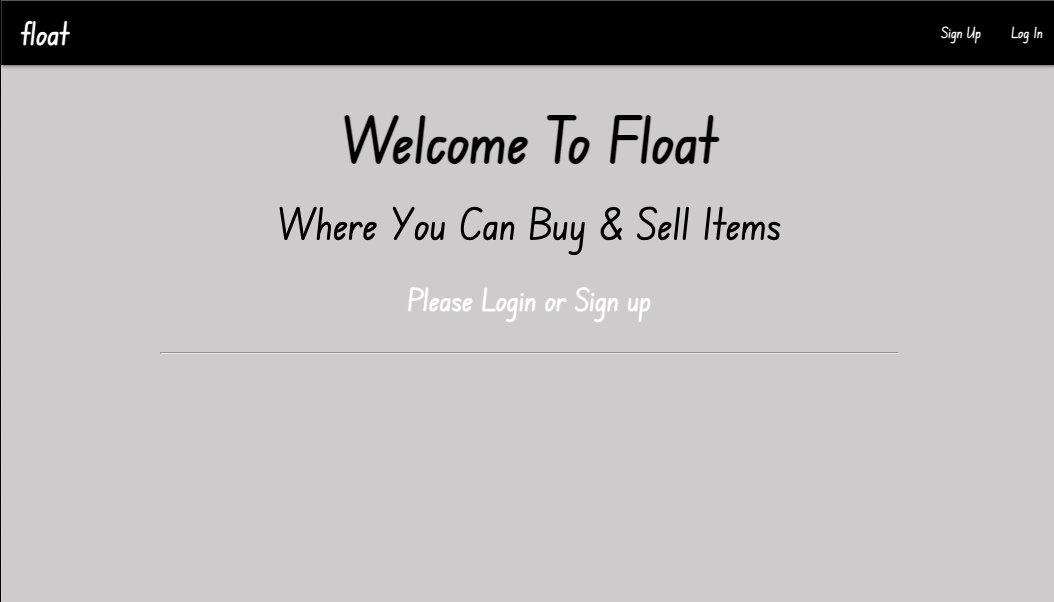 float
Sign Up
Log In
Welcome To Float
Where You Can Buy & Sell Items
Please Login or Sign up